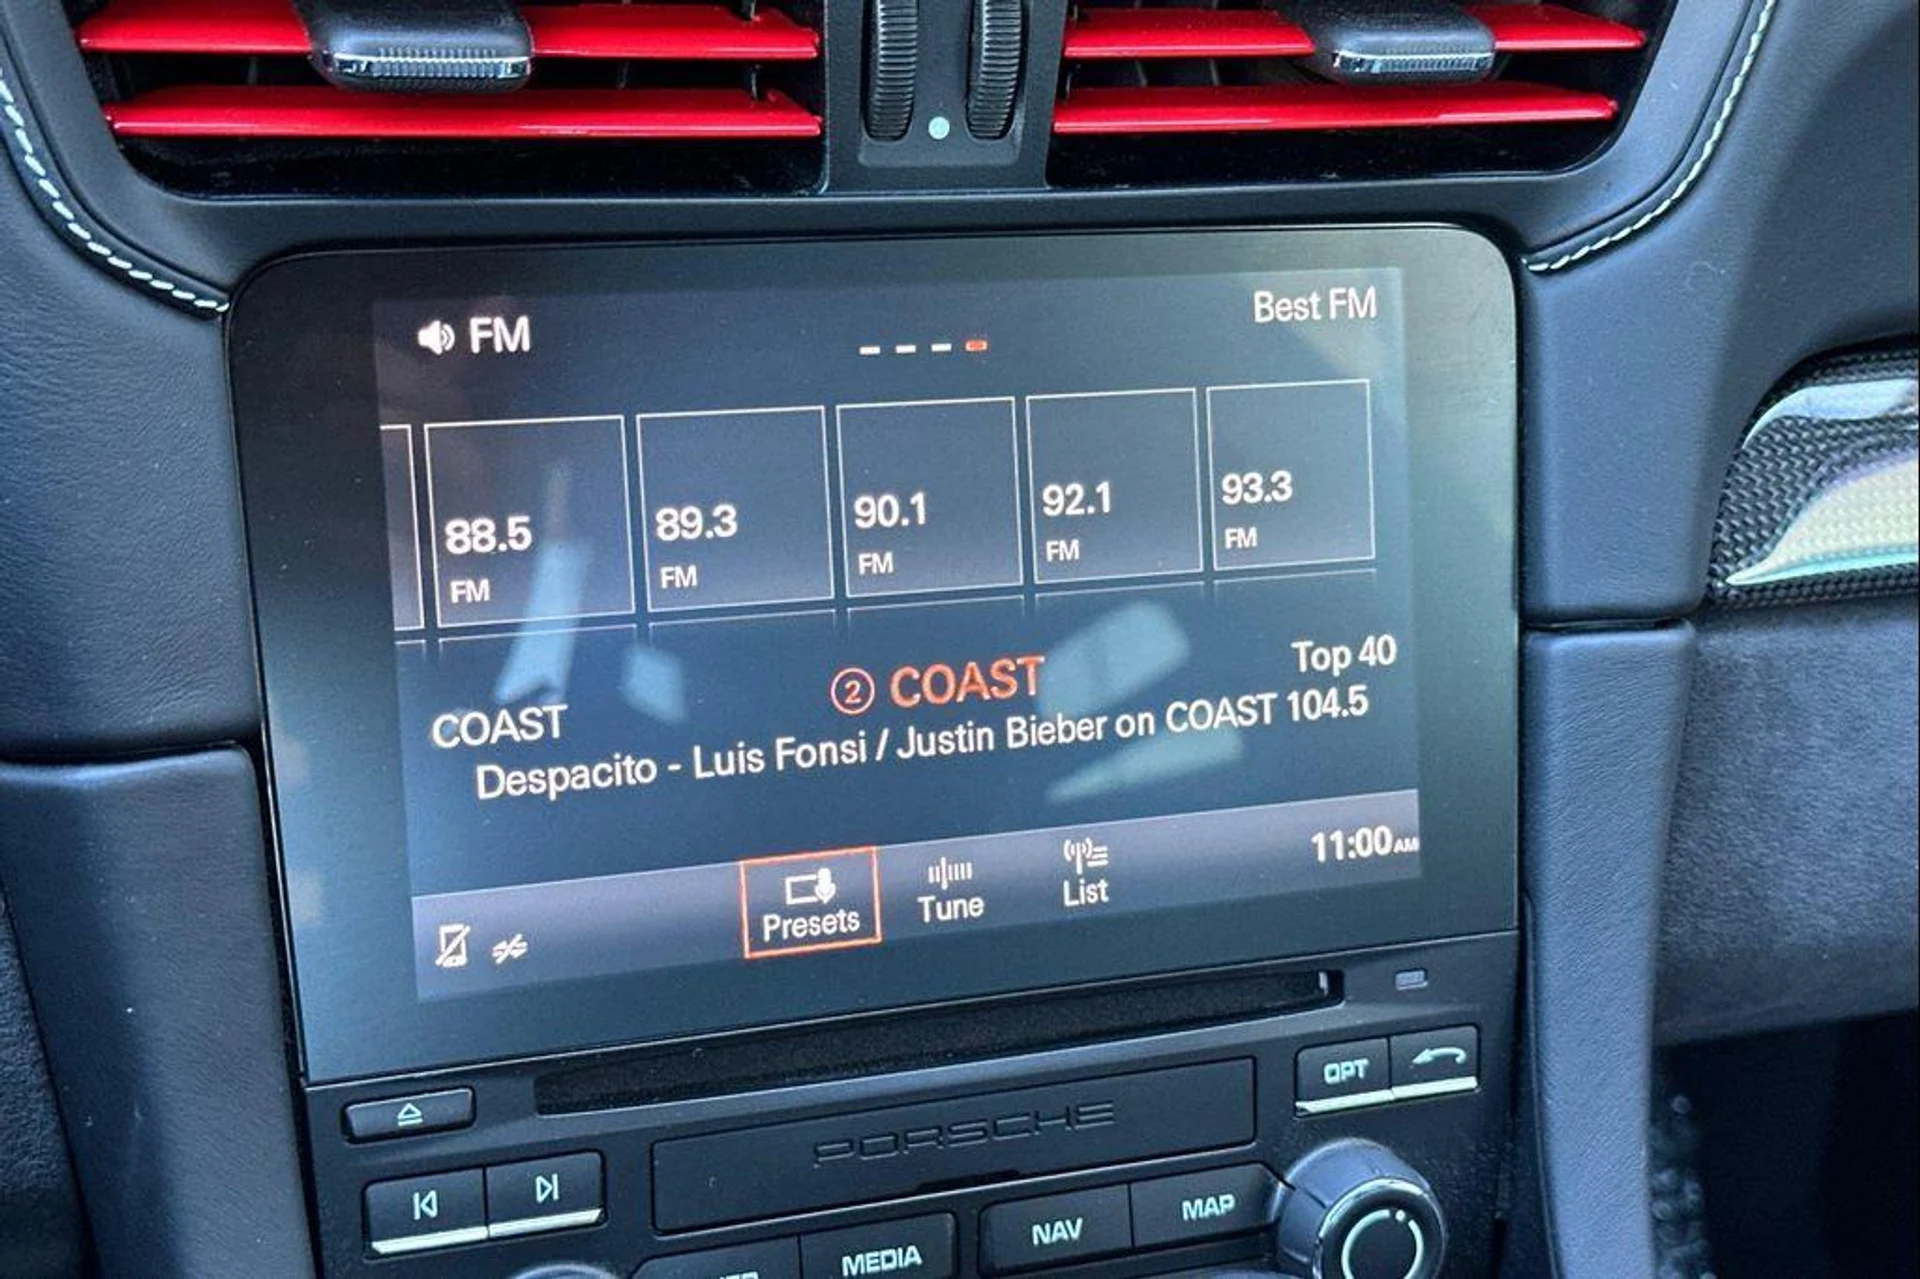 FM
Best FM
88.5 89.3 90.1 92.1 93.3
FM FM FM FM FM
2 COAST
Top 40
COAST
Despacito - Luis Fonsi / Justin Bieber on COAST 104.5
Presets Tune List 11:00 AM
OPT
PORSCHE
NAV MAP
MEDIA